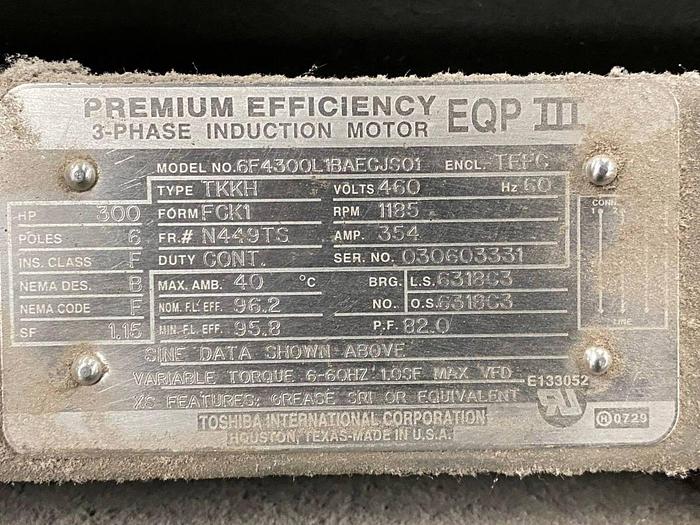 PREMIUM EFFICIENCY EQP III
3-PHASE INDUCTION MOTOR
MODEL NO. 6F4300L1BAECJS01 ENCL. TEFC
TYPE TKKH VOLTS 460 Hz 60
HP 300 FORM FCK1 RPM 1185
POLES 6 FR.# N449TS AMP. 354
INS. CLASS F DUTY CONT. SER. NO. 030603331
NEMA DES. B MAX. AMB. 40 °C BRG. L.S. 6318C3
NEMA CODE F NOM. F.L. EFF. 96.2 NO. O.S. 6318C3
SF 1.15 MIN. F.L. EFF. 95.8 P.F. 82.0
CONN.
LINE
SINE DATA SHOWN ABOVE
VARIABLE TORQUE 6-60HZ 1.0SF MAX VFD E133052
XS FEATURES: GREASE SRI OR EQUIVALENT
TOSHIBA INTERNATIONAL CORPORATION
HOUSTON, TEXAS-MADE IN U.S.A.
H 0729